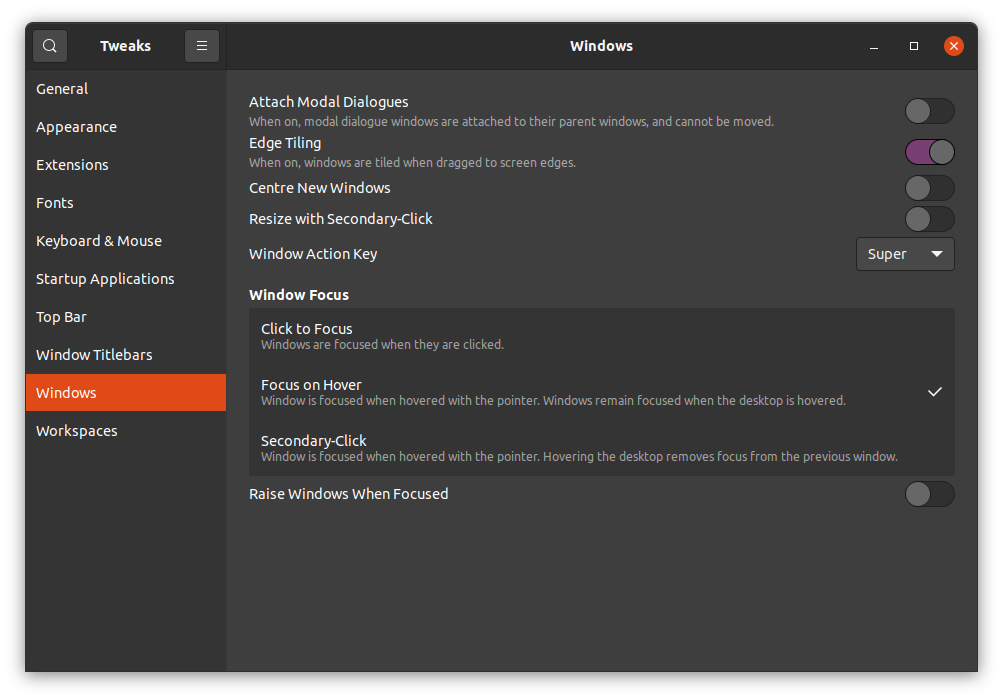 Tweaks
Windows
General
Appearance
Extensions
Fonts
Keyboard & Mouse
Startup Applications
Top Bar
Window Titlebars
Windows
Workspaces
Attach Modal Dialogues
When on, modal dialogue windows are attached to their parent windows, and cannot be moved.
Edge Tiling
When on, windows are tiled when dragged to screen edges.
Centre New Windows
Resize with Secondary-Click
Window Action Key
Super
Window Focus
Click to Focus
Windows are focused when they are clicked.
Focus on Hover
Window is focused when hovered with the pointer. Windows remain focused when the desktop is hovered.
Secondary-Click
Window is focused when hovered with the pointer. Hovering the desktop removes focus from the previous window.
Raise Windows When Focused